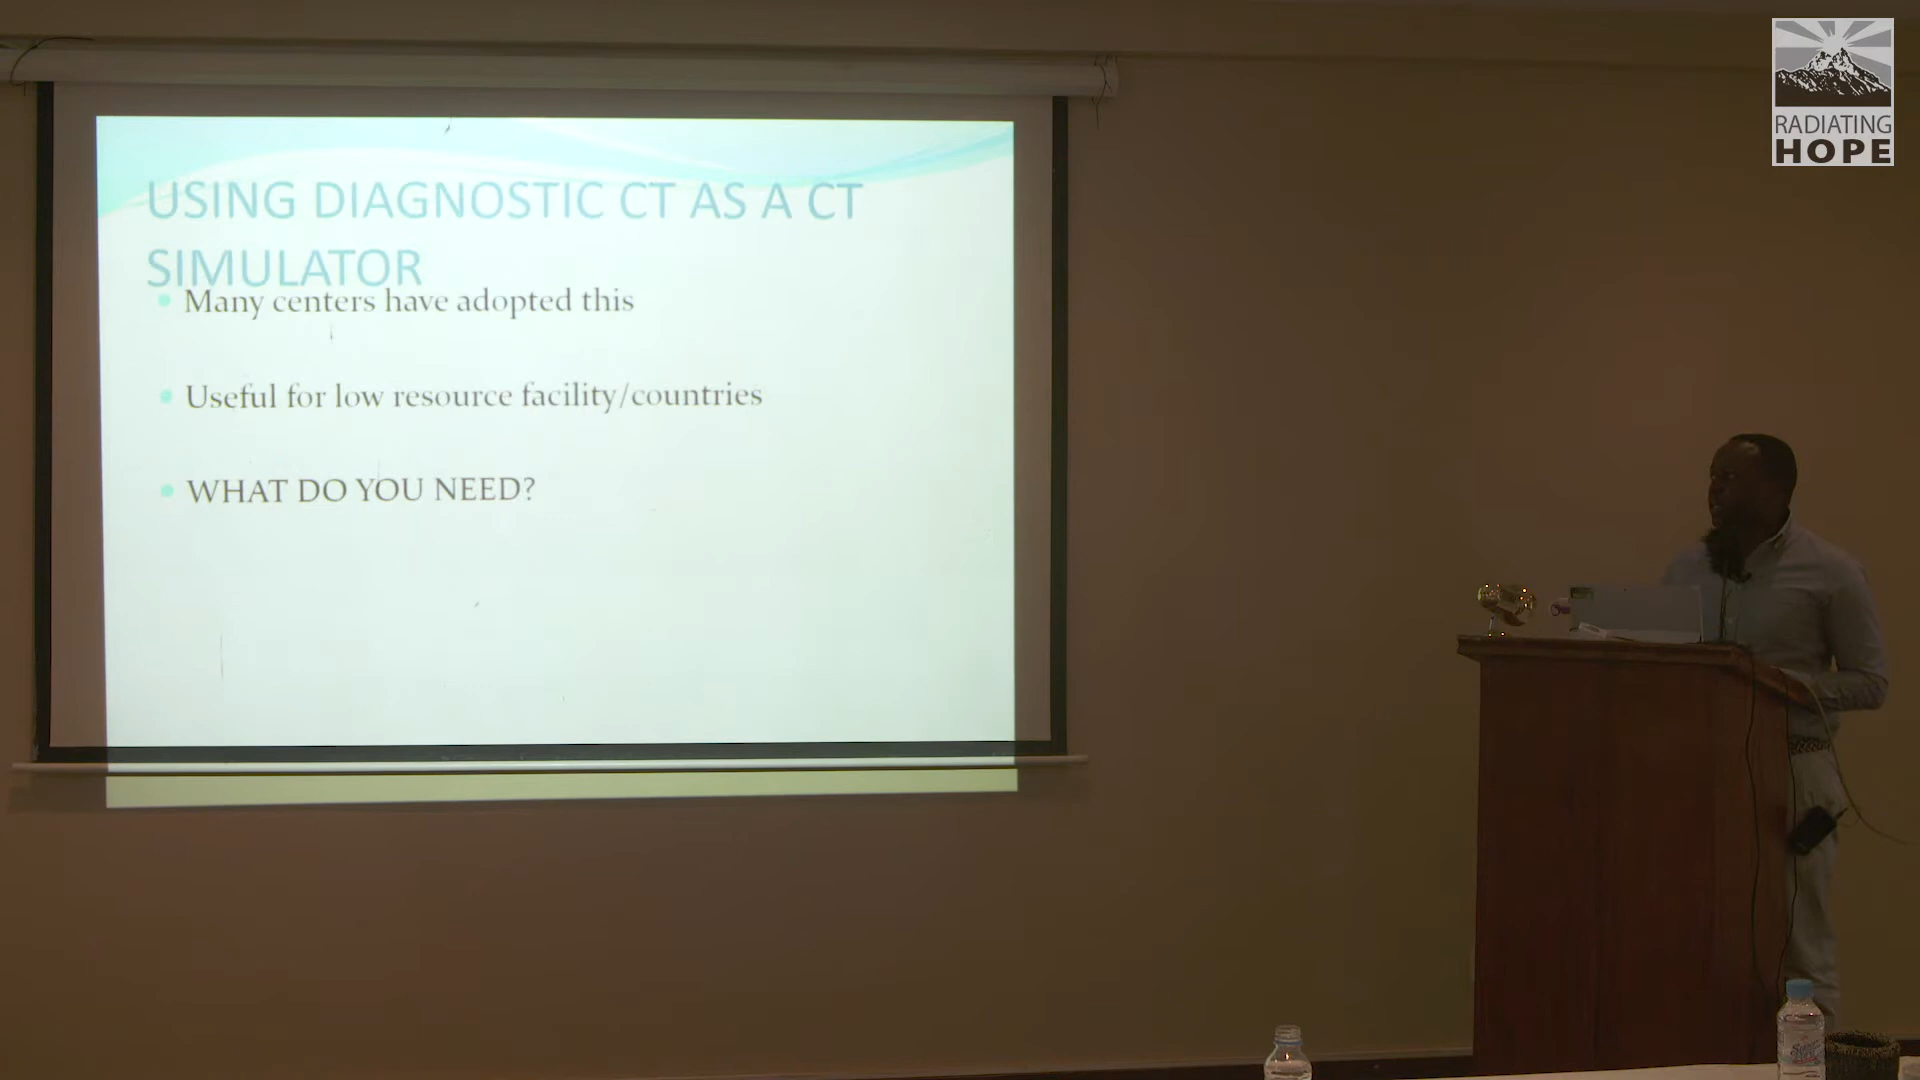 USING DIAGNOSTIC CT AS A CT
SIMULATOR
Many centers have adopted this
Useful for low resource facility/countries
WHAT DO YOU NEED?
RADIATING
HOPE